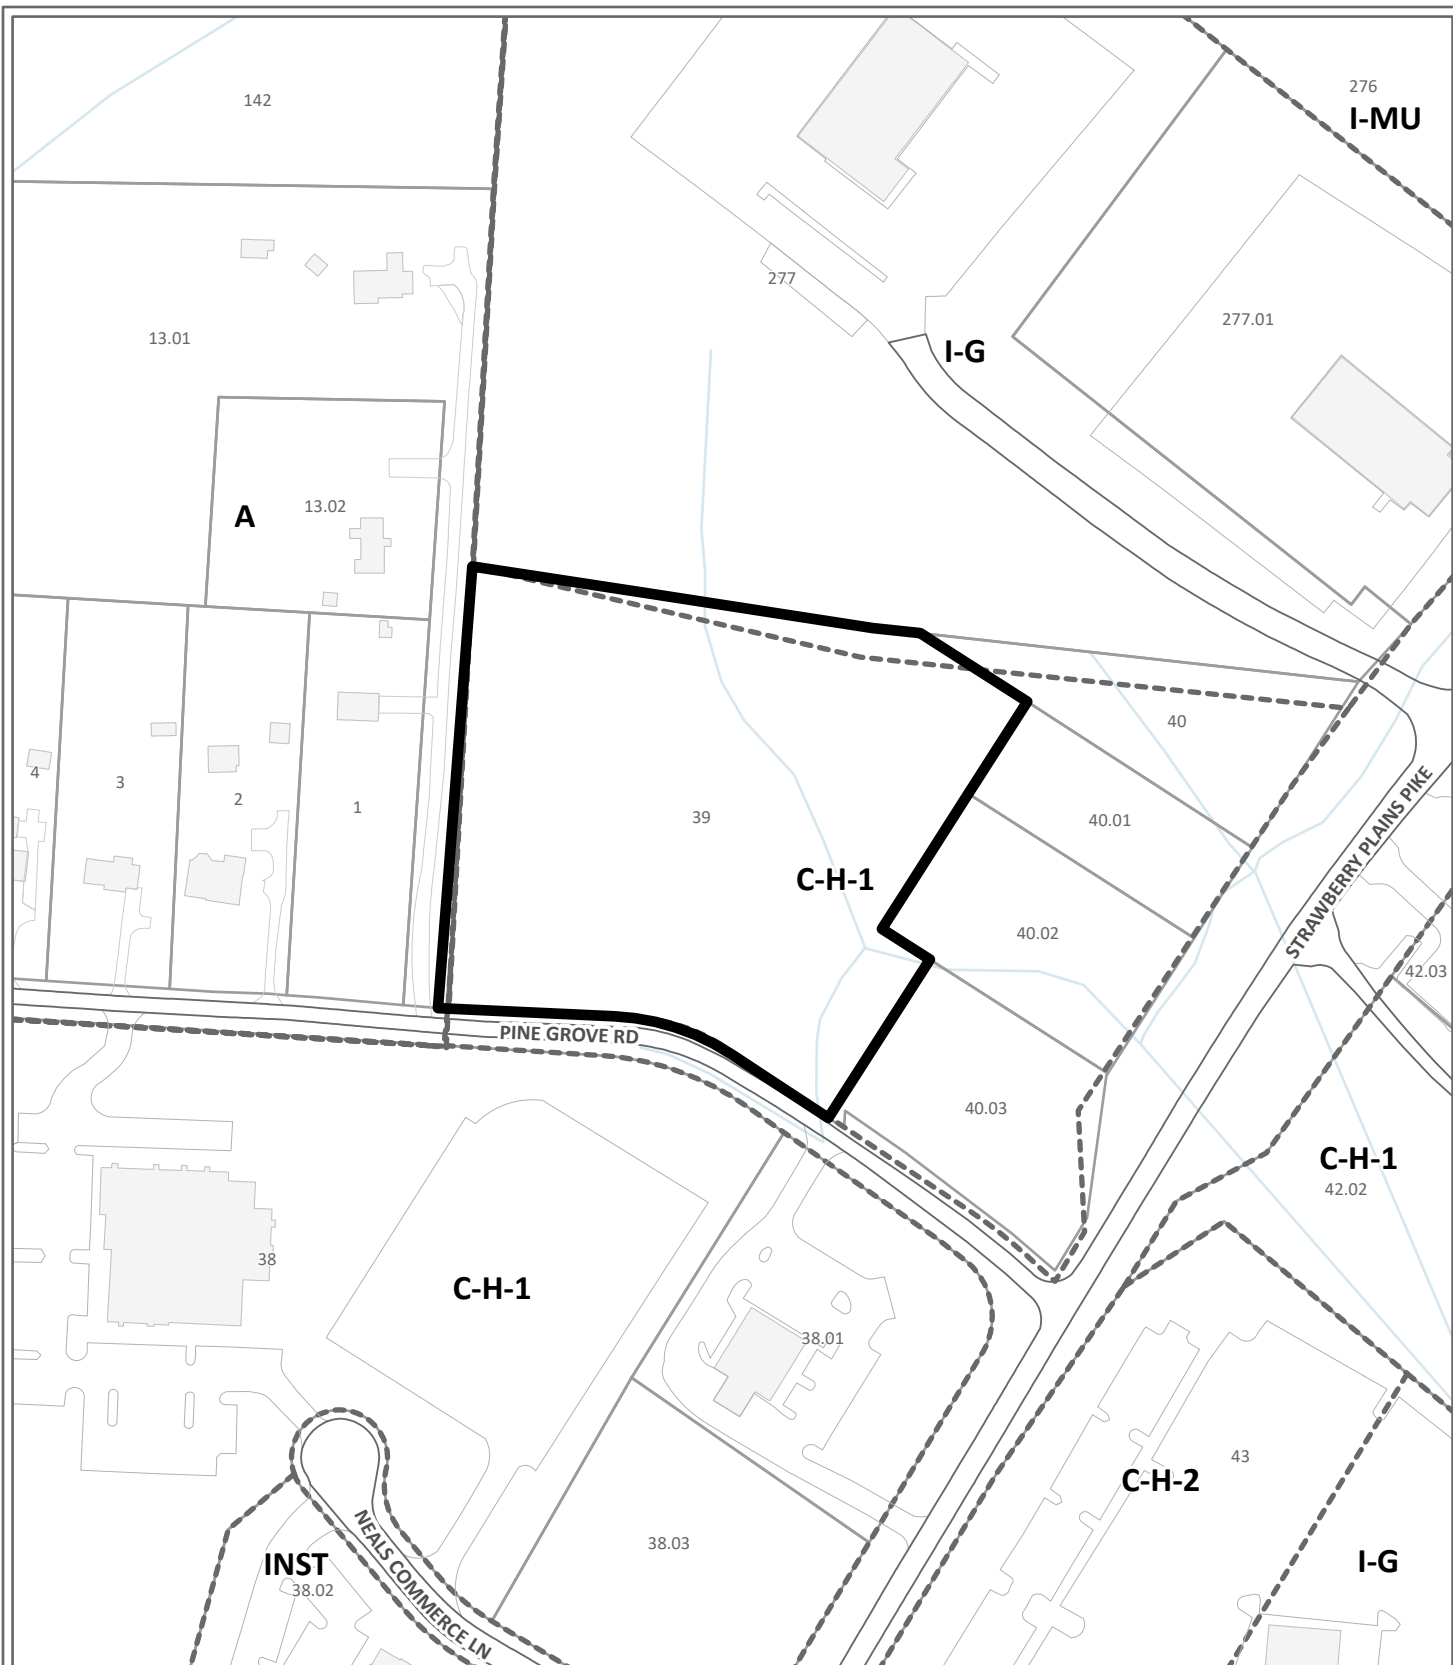 276
I-MU
142
277
277.01
13.01
I-G
A
13.02
40
4
3
2
1
39
40.01
C-H-1
STRAWBERRY PLAINS PIKE
40.02
42.03
PINE GROVE RD
40.03
C-H-1
42.02
38
C-H-1
38.01
43
C-H-2
NEALS COMMERCE LN
38.03
INST
38.02
I-G